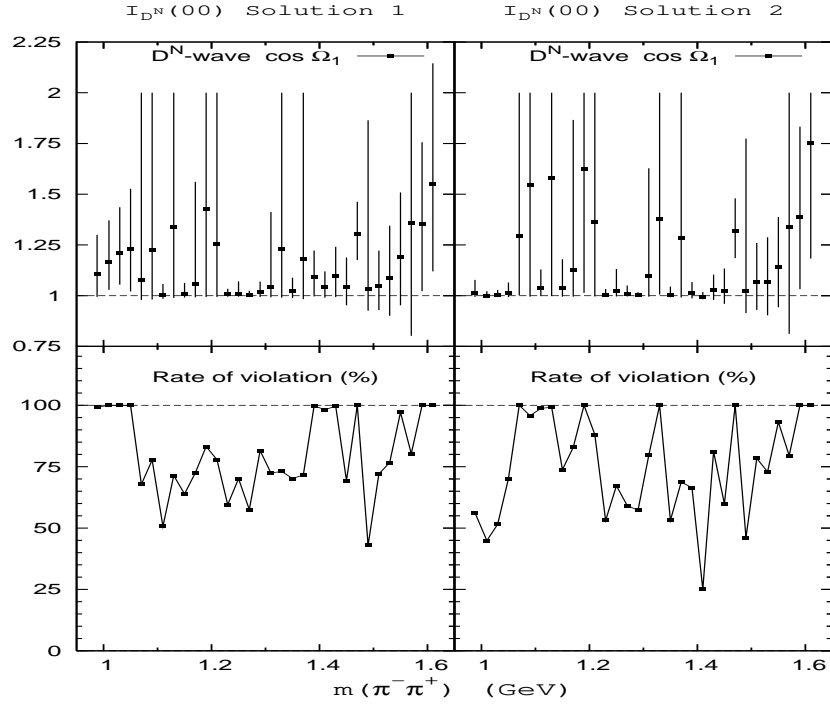 I_{D^N}(00) Solution 1
I_{D^N}(00) Solution 2
2.25
2
1.75
1.5
1.25
1
0.75
D^N-wave cos Ω_1
D^N-wave cos Ω_1
100
75
50
25
0
Rate of violation (%)
Rate of violation (%)
1 1.2 1.4 1.6
1 1.2 1.4 1.6
m(π^-π^+) (GeV)